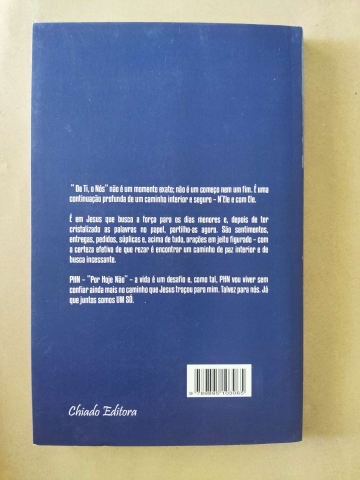 " De Ti, o Nós" não é um momento exato; não é um começo nem um fim. É uma
continuação profunda de um caminho interior e seguro - N'Ele e com Ele.
É em Jesus que busco a força para os dias menores e, depois de ter
cristalizado as palavras no papel, partilho-as agora. São sentimentos,
entregas, pedidos, súplicas e, acima de tudo, orações em jeito figurado - com
a certeza efetiva de que rezar é encontrar um caminho de paz interior e de
busca incessante.
PHN - "Por Hoje Não" - a vida é um desafio e, como tal, PHN vou viver sem
confiar ainda mais no caminho que Jesus traçou para mim. Talvez para nós. Já
que juntos somos UM SÓ.
Chiado Editora